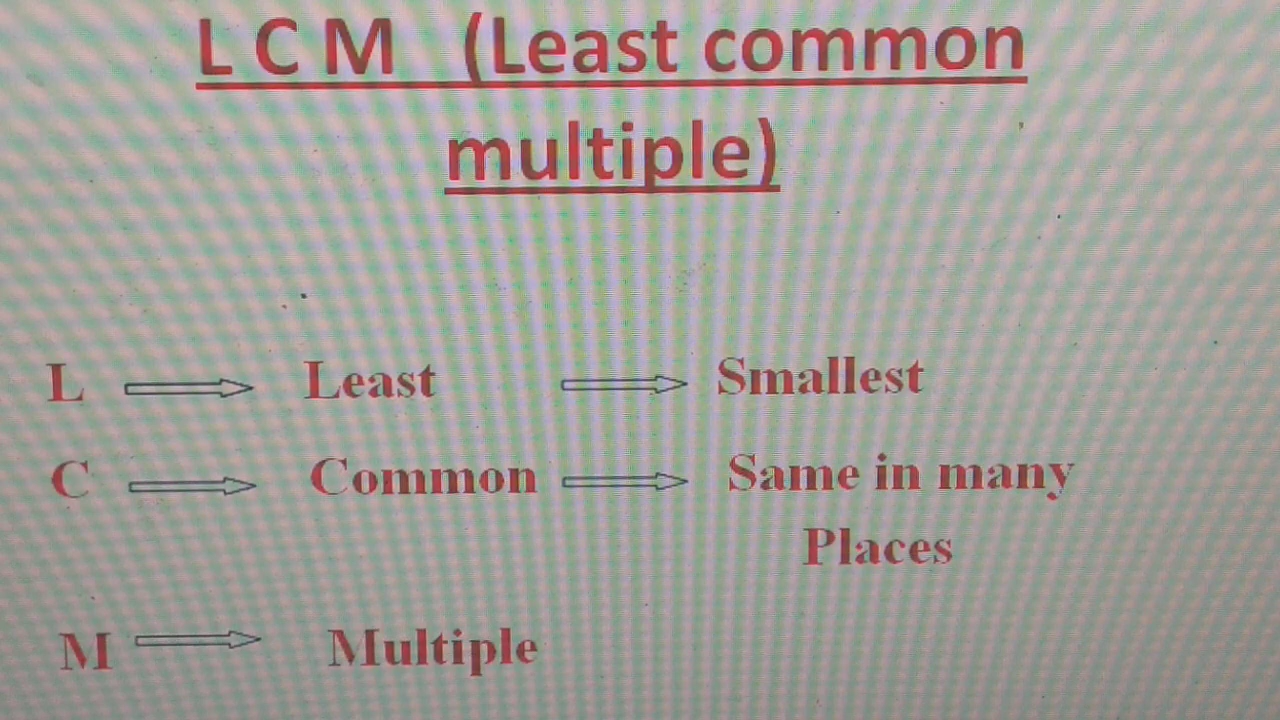 L C M (Least common
multiple)
L Least Smallest
C Common Same in many
Places
M Multiple